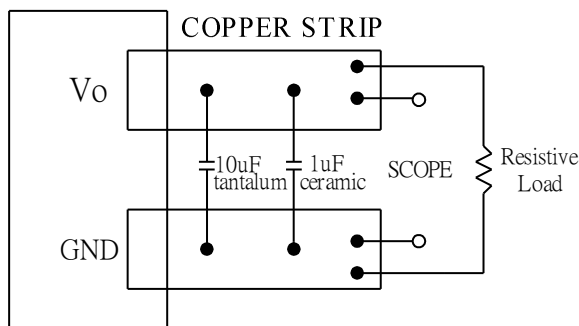 COPPER STRIP
Vo
10uF
tantalum
1uF
ceramic
SCOPE
Resistive
Load
GND